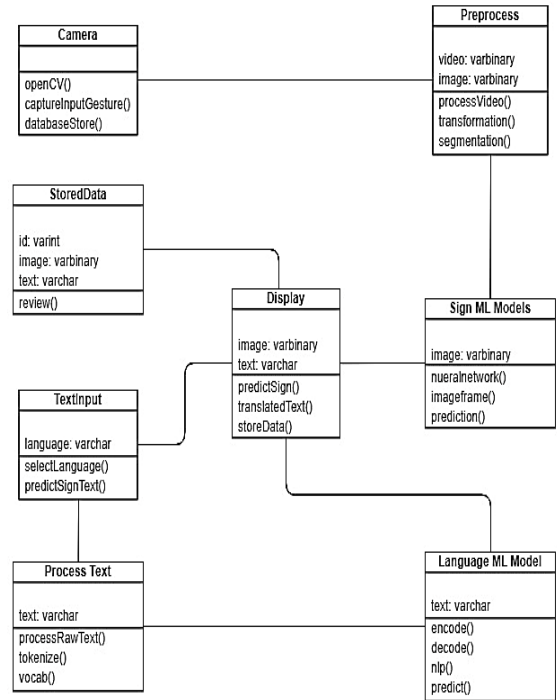 Camera
openCV()
captureInputGesture()
databaseStore()
Preprocess
video: varbinary
image: varbinary
processVideo()
transformation()
segmentation()
StoredData
id: varint
image: varbinary
text: varchar
review()
Display
image: varbinary
text: varchar
predictSign()
translatedText()
storeData()
Sign ML Models
image: varbinary
nueralnetwork()
imageframe()
prediction()
TextInput
language: varchar
selectLanguage()
predictSignText()
Process Text
text: varchar
processRawText()
tokenize()
vocab()
Language ML Model
text: varchar
encode()
decode()
nlp()
predict()